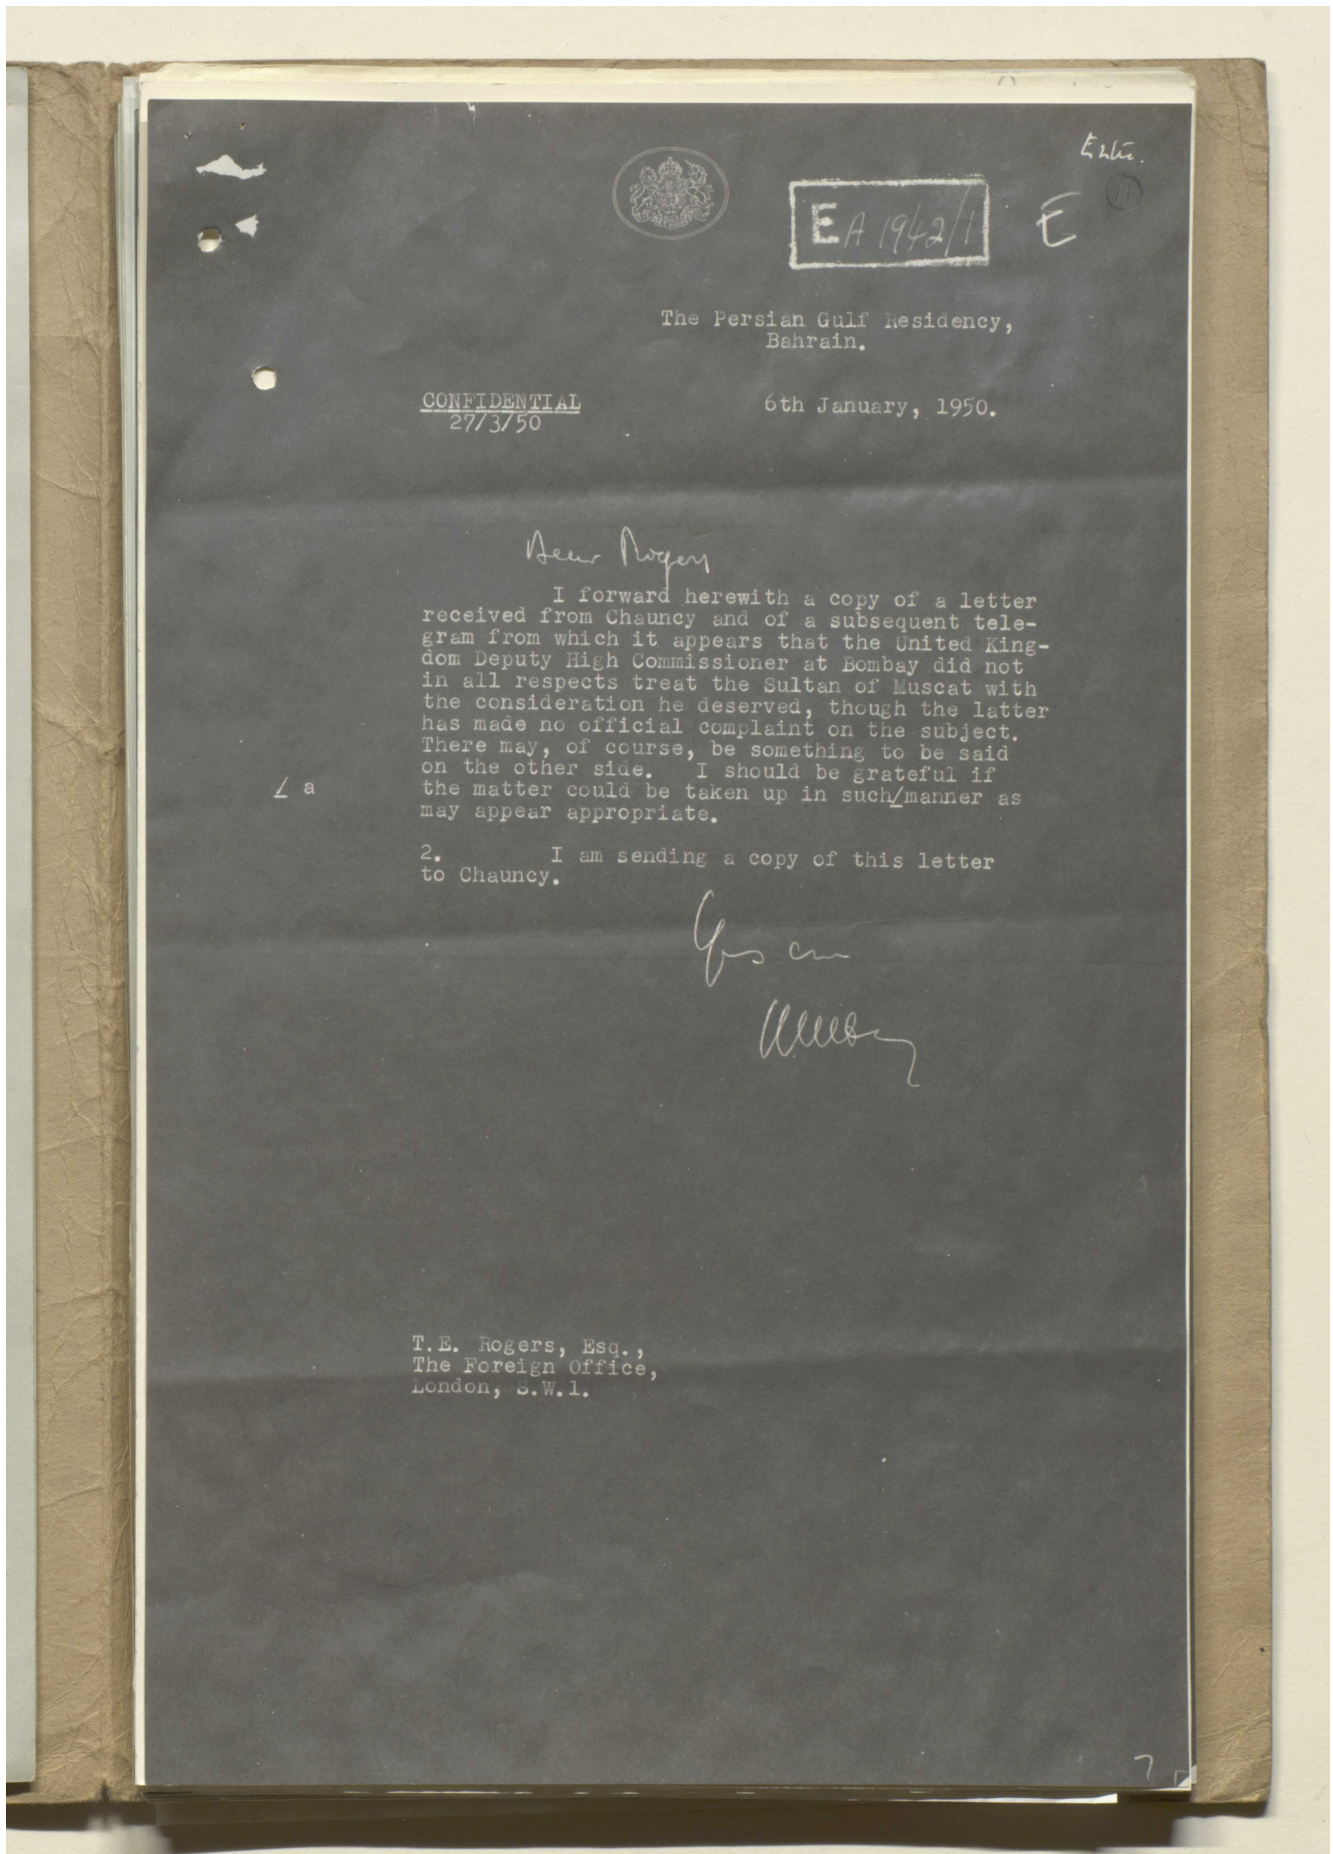 E A 1942/1
E
The Persian Gulf Residency,
Bahrain.
CONFIDENTIAL
27/3/50
6th January, 1950.
Dear Rogers
I forward herewith a copy of a letter
received from Chauncy and of a subsequent tele-
gram from which it appears that the United King-
dom Deputy High Commissioner at Bombay did not
in all respects treat the Sultan of Muscat with
the consideration he deserved, though the latter
has made no official complaint on the subject.
There may, of course, be something to be said
on the other side. I should be grateful if
∠ a
the matter could be taken up in such/manner as
may appear appropriate.
2. I am sending a copy of this letter
to Chauncy.
T.E. Rogers, Esq.,
The Foreign Office,
London, S.W.1.
7